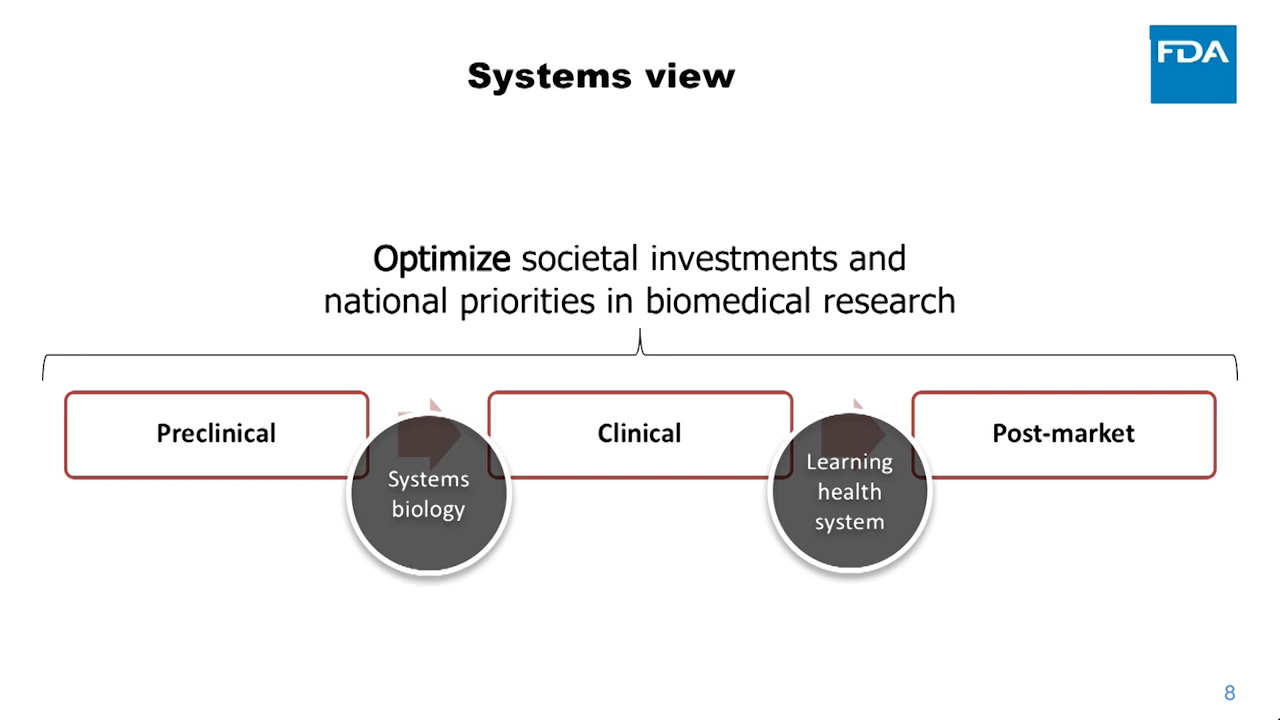 FDA
Systems view
Optimize societal investments and
national priorities in biomedical research
Preclinical
Clinical
Post-market
Systems
biology
Learning
health
system
8